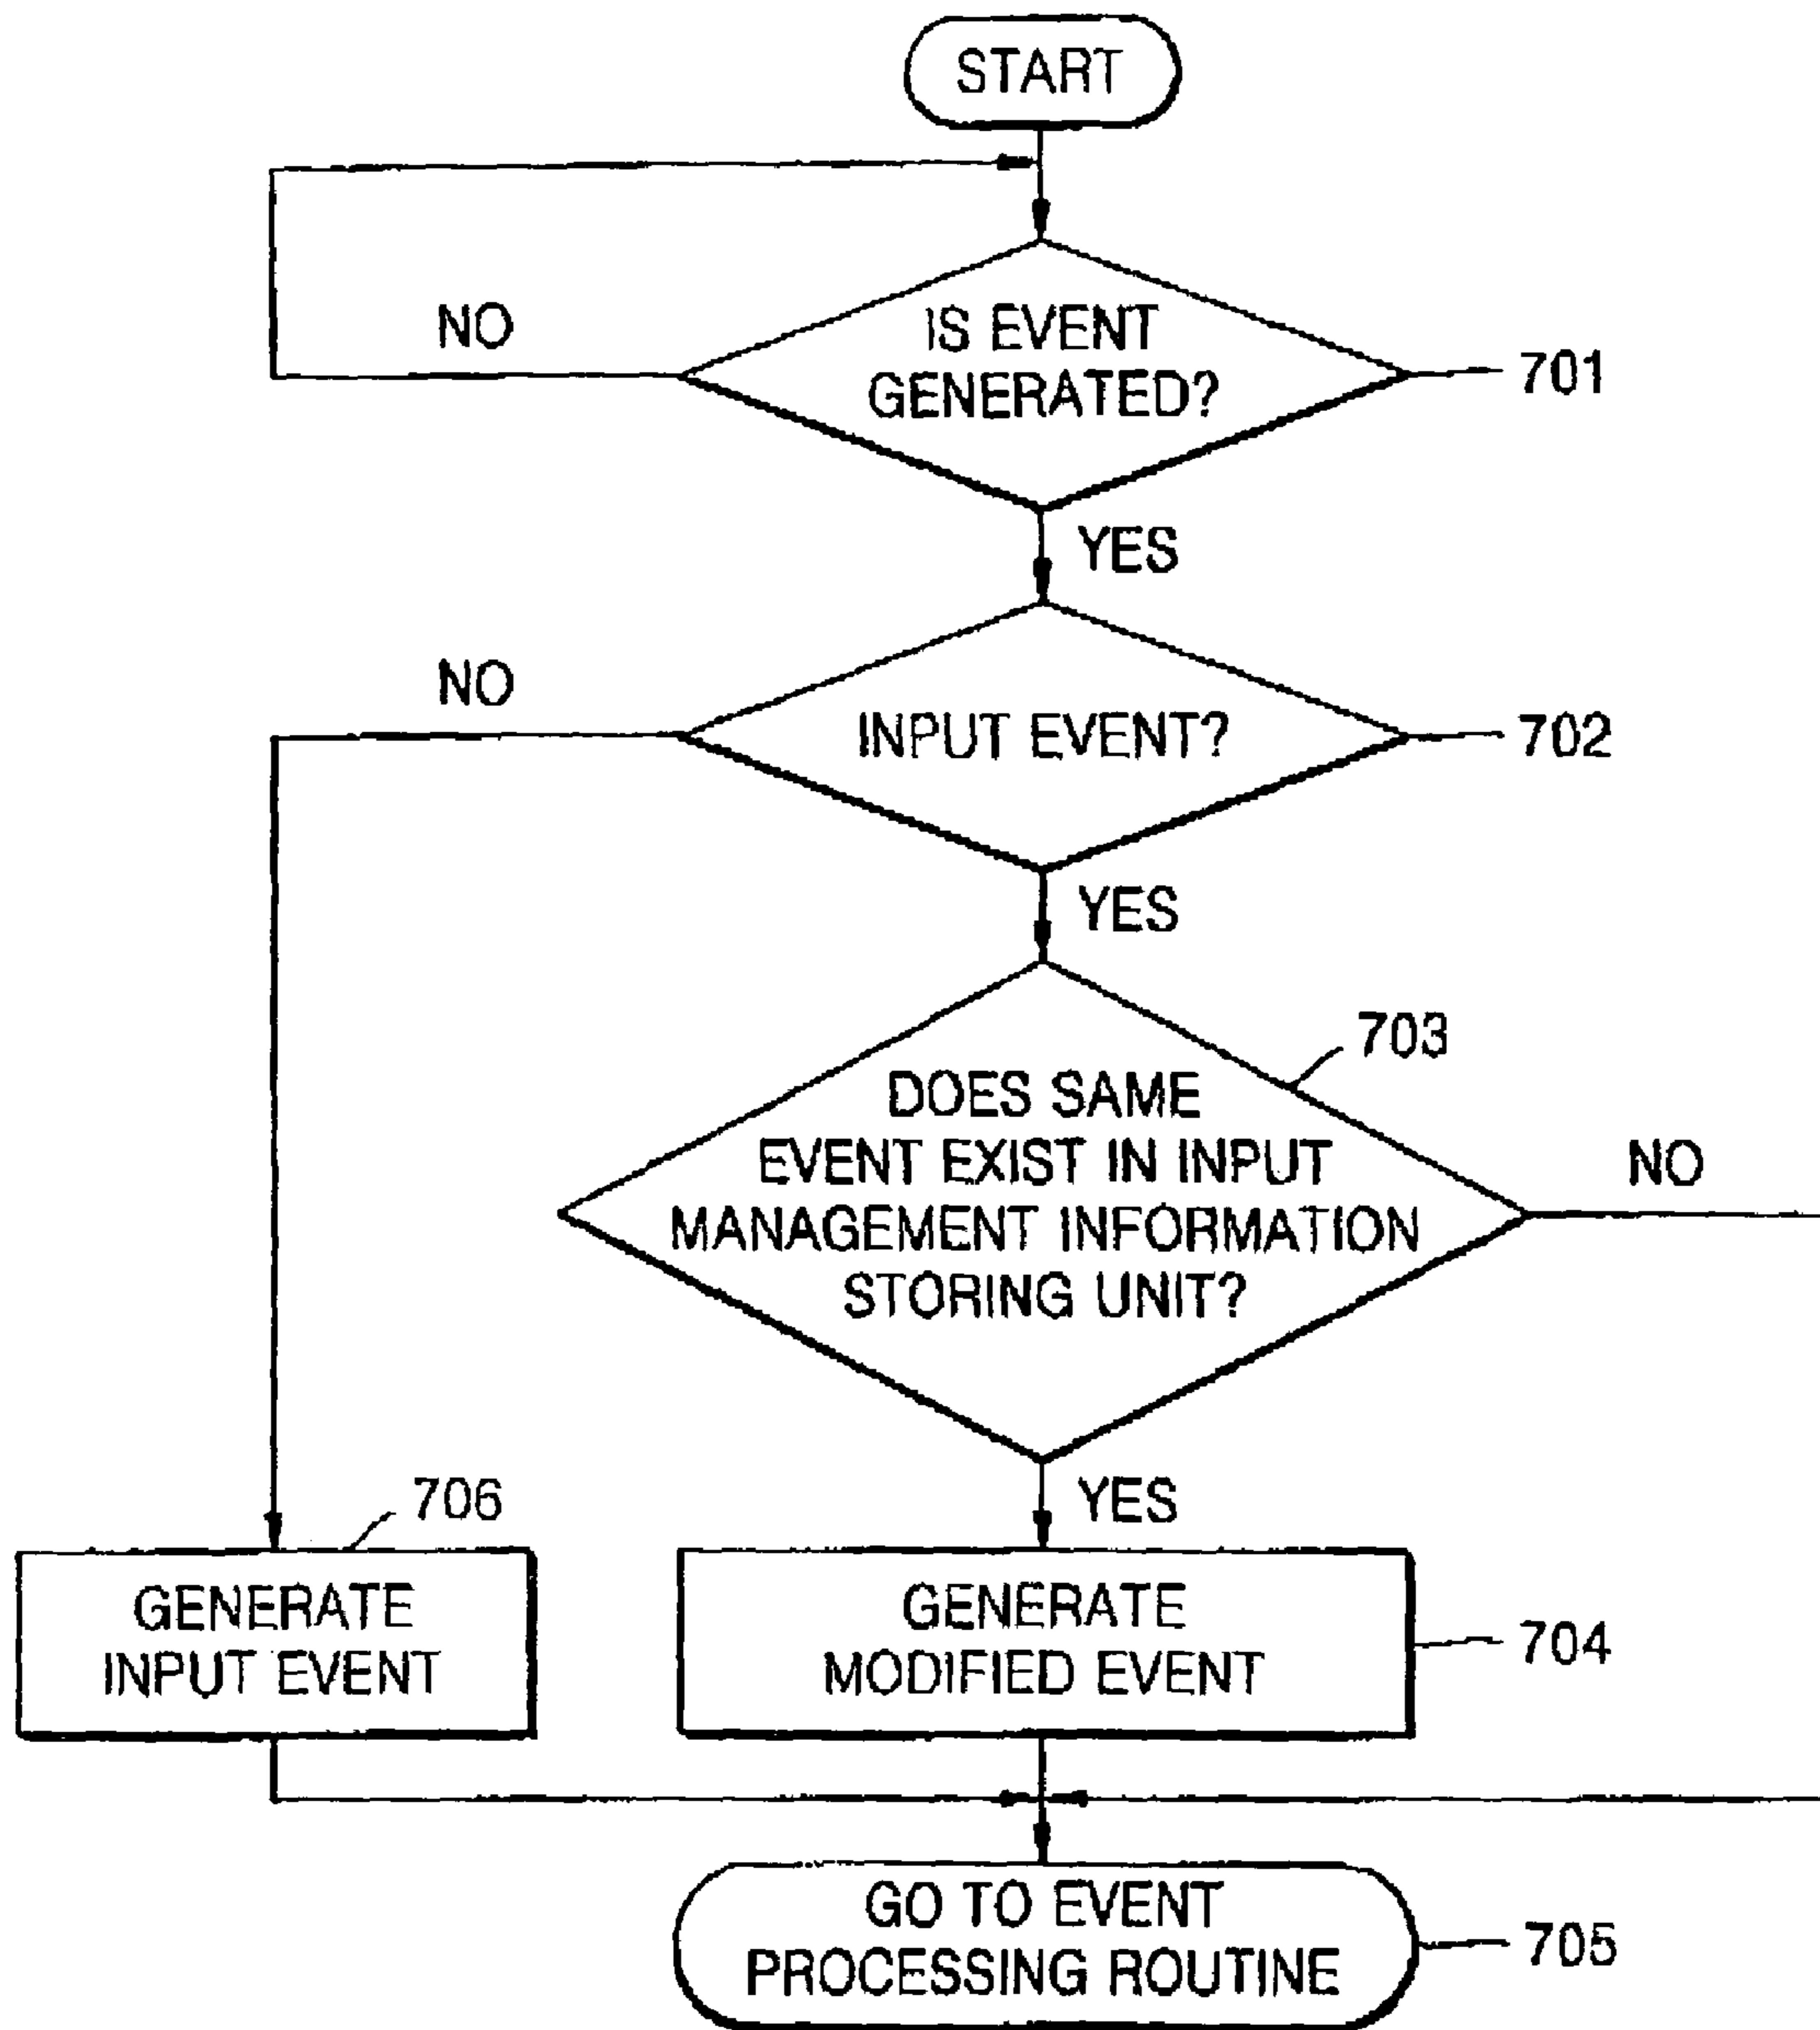 START
NO
IS EVENT
GENERATED?
701
YES
NO
INPUT EVENT?
702
YES
703
DOES SAME
EVENT EXIST IN INPUT
MANAGEMENT INFORMATION
STORING UNIT?
NO
706
YES
GENERATE
INPUT EVENT
GENERATE
MODIFIED EVENT
704
GO TO EVENT
PROCESSING ROUTINE
705